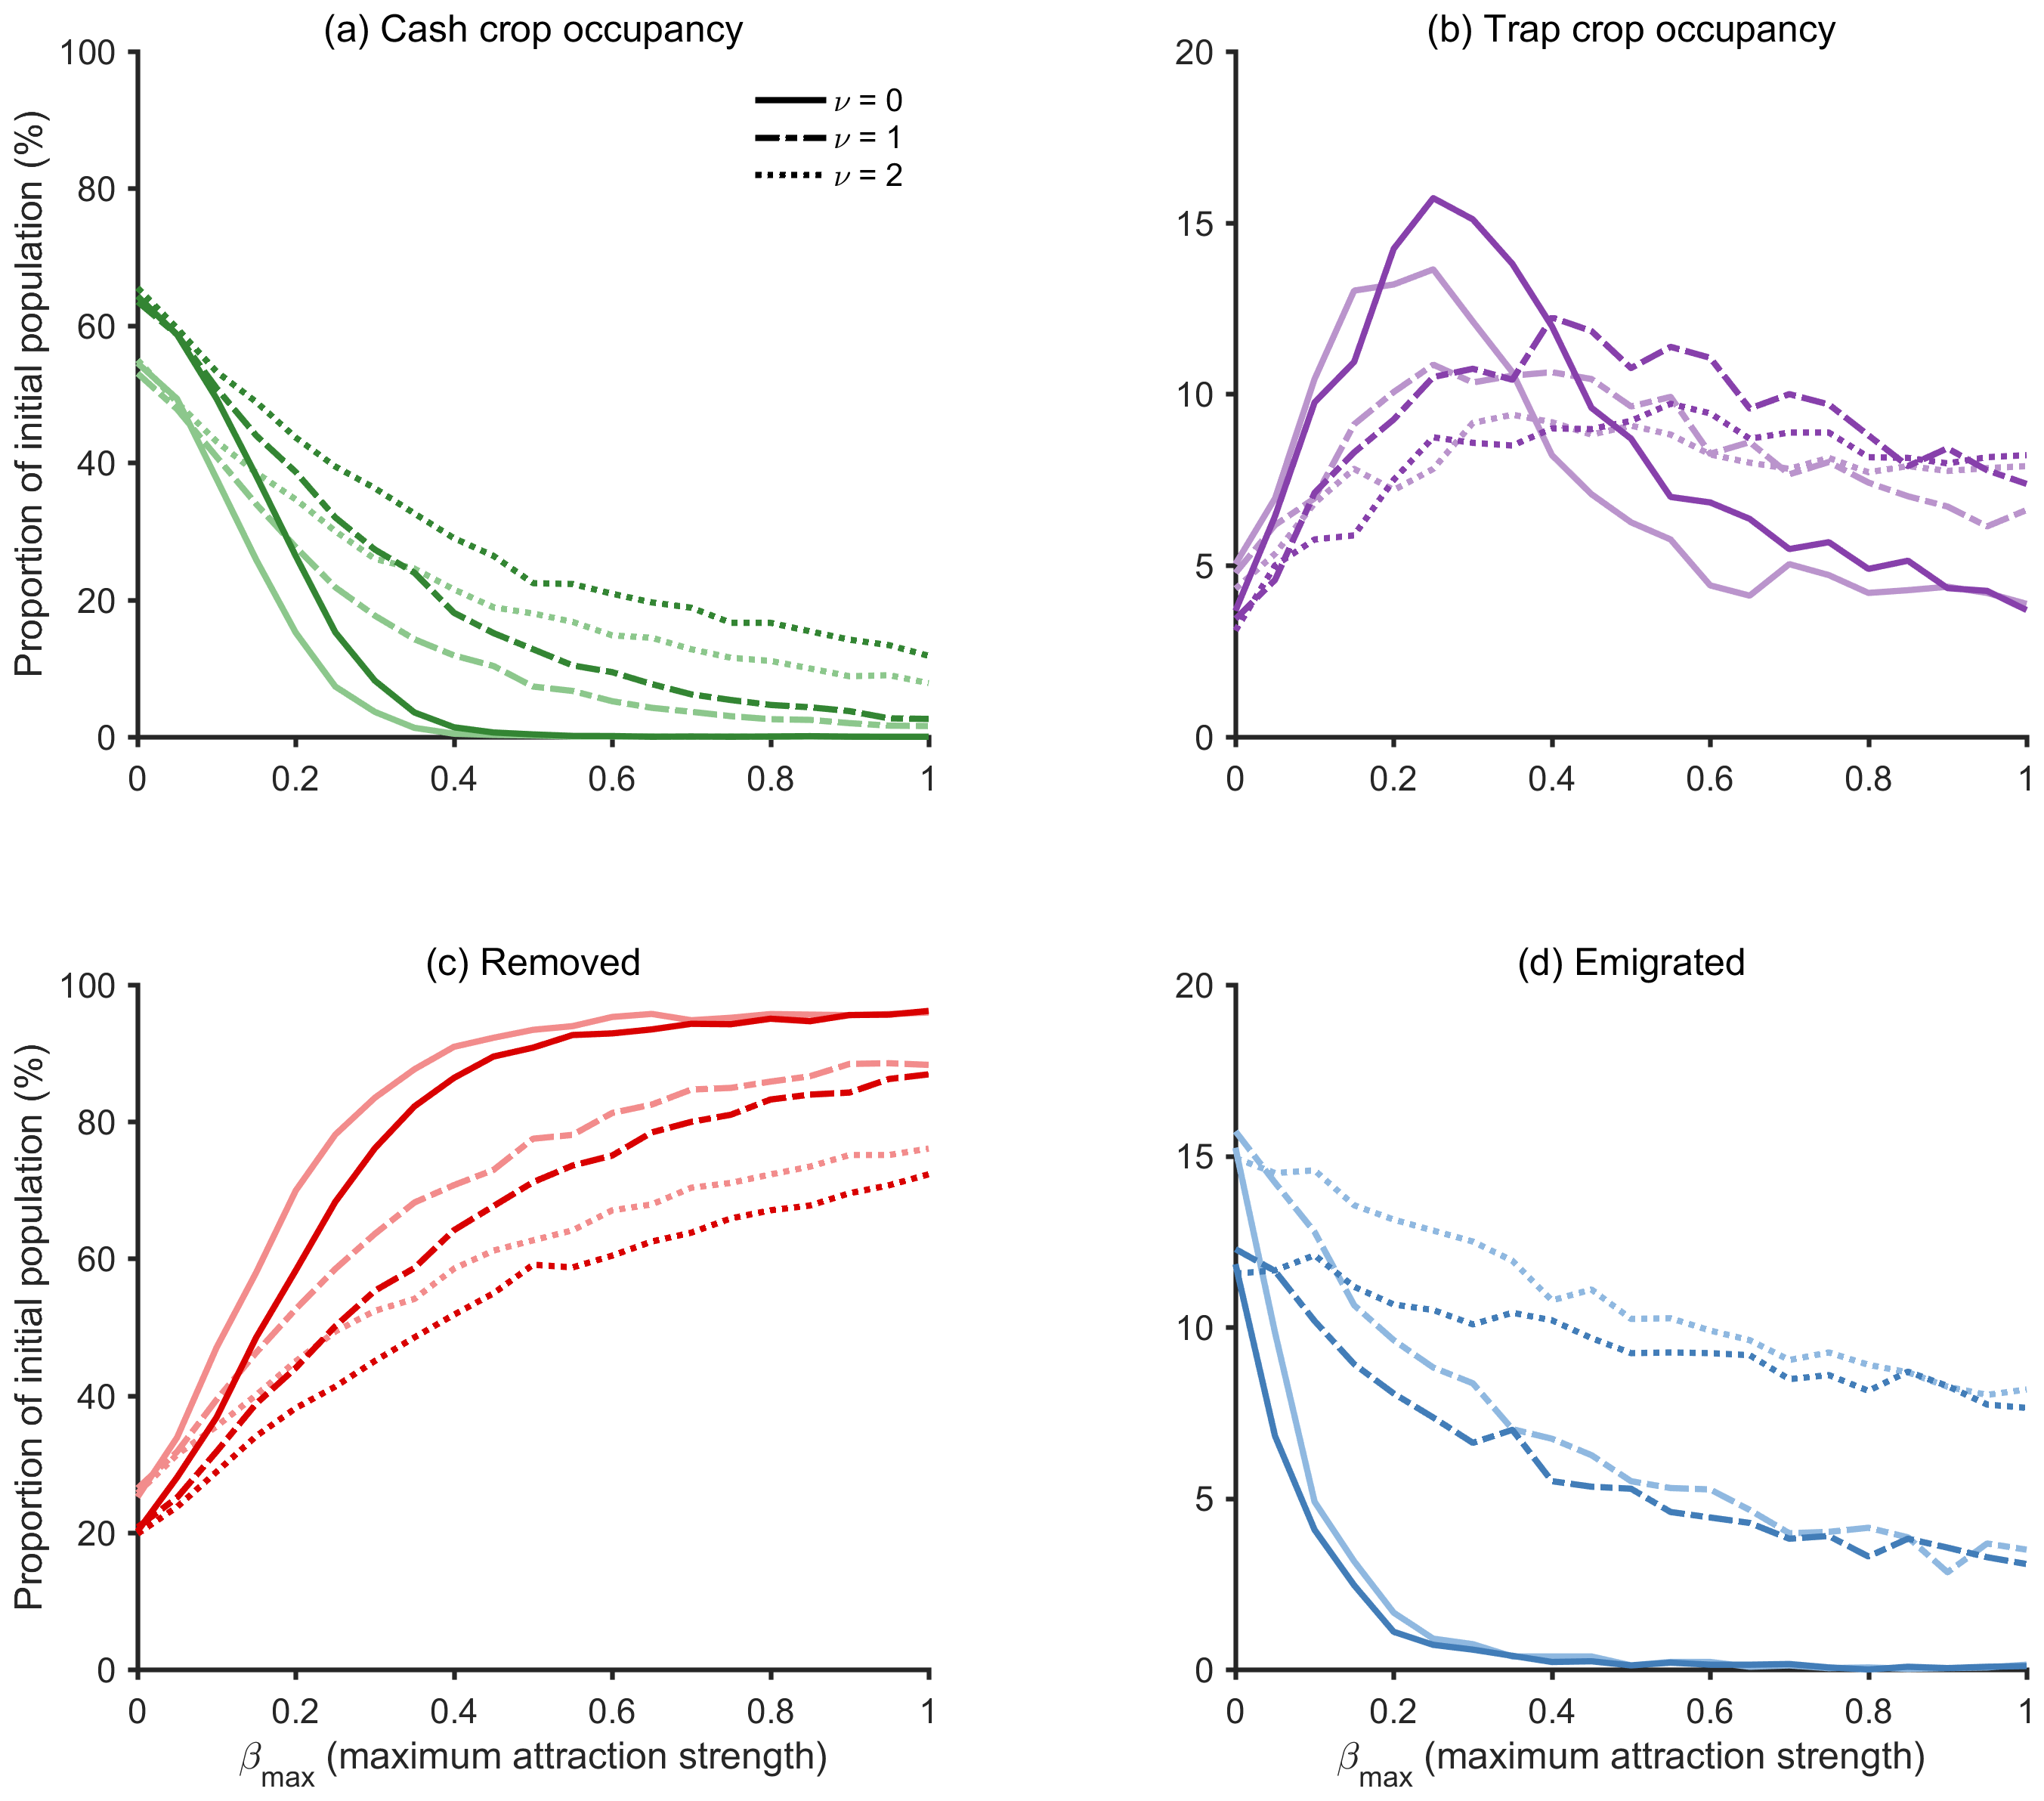 (a) Cash crop occupancy
Proportion of initial population (%)
100
80
60
40
20
0
0 0.2 0.4 0.6 0.8 1
ν = 0
ν = 1
ν = 2
(b) Trap crop occupancy
20
15
10
5
0
0 0.2 0.4 0.6 0.8 1
(c) Removed
Proportion of initial population (%)
100
80
60
40
20
0
0 0.2 0.4 0.6 0.8 1
βmax (maximum attraction strength)
(d) Emigrated
20
15
10
5
0
0 0.2 0.4 0.6 0.8 1
βmax (maximum attraction strength)